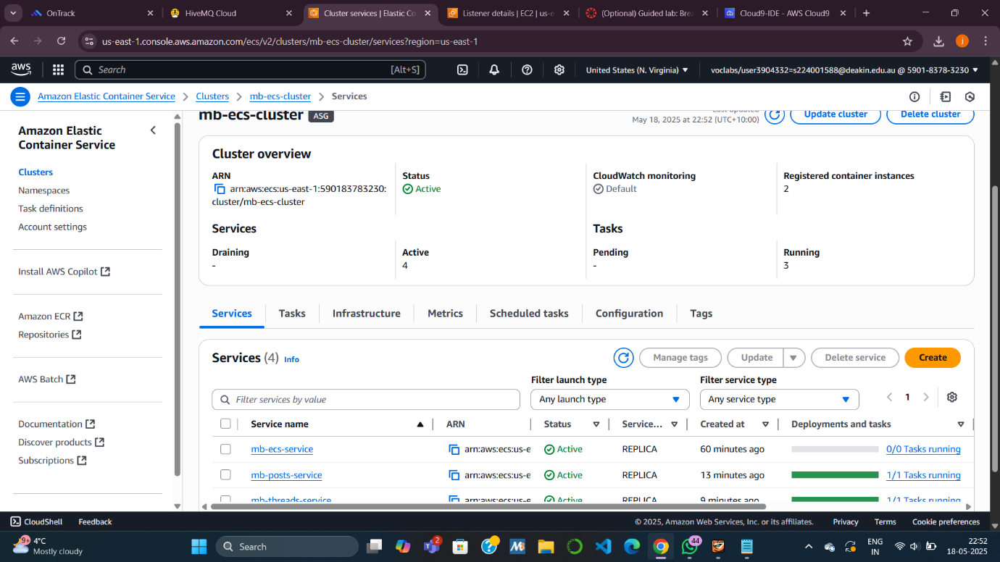 OnTrack
HiveMQ Cloud
Cluster services | Elastic Co
Listener details | EC2 | us-e
(Optional) Guided lab: Brea
Cloud9-IDE - AWS Cloud9
us-east-1.console.aws.amazon.com/ecs/v2/clusters/mb-ecs-cluster/services?region=us-east-1
j
aws
Search
[Alt+S]
United States (N. Virginia)
voclabs/user3904332=s224001588@deakin.edu.au @ 5901-8378-3230
Amazon Elastic Container Service
Clusters
mb-ecs-cluster
Services
Amazon Elastic
Container Service
Clusters
Namespaces
Task definitions
Account settings
Install AWS Copilot
Amazon ECR
Repositories
AWS Batch
Documentation
Discover products
Subscriptions
mb-ecs-cluster
ASG
Last updated
May 18, 2025 at 22:52 (UTC+10:00)
Update cluster
Delete cluster
Cluster overview
ARN
arn:aws:ecs:us-east-1:590183783230:
cluster/mb-ecs-cluster
Status
Active
CloudWatch monitoring
Default
Registered container instances
2
Services
Tasks
Draining
-
Active
4
Pending
-
Running
3
Services
Tasks
Infrastructure
Metrics
Scheduled tasks
Configuration
Tags
Services (4)
Info
Manage tags
Update
Delete service
Create
Filter launch type
Filter service type
Filter services by value
Any launch type
Any service type
1
Service name
ARN
Status
Service...
Created at
Deployments and tasks
mb-ecs-service
arn:aws:ecs:us-e
Active
REPLICA
60 minutes ago
0/0 Tasks running
mb-posts-service
arn:aws:ecs:us-e
Active
REPLICA
13 minutes ago
1/1 Tasks running
mb-threads-service
arn:aws:ecs:us-e
Active
REPLICA
9 minutes ago
1/1 Tasks running
CloudShell
Feedback
© 2025, Amazon Web Services, Inc. or its affiliates.
Privacy
Terms
Cookie preferences
9+
4°C
Mostly cloudy
Search
2
44
ENG
IN
22:52
18-05-2025